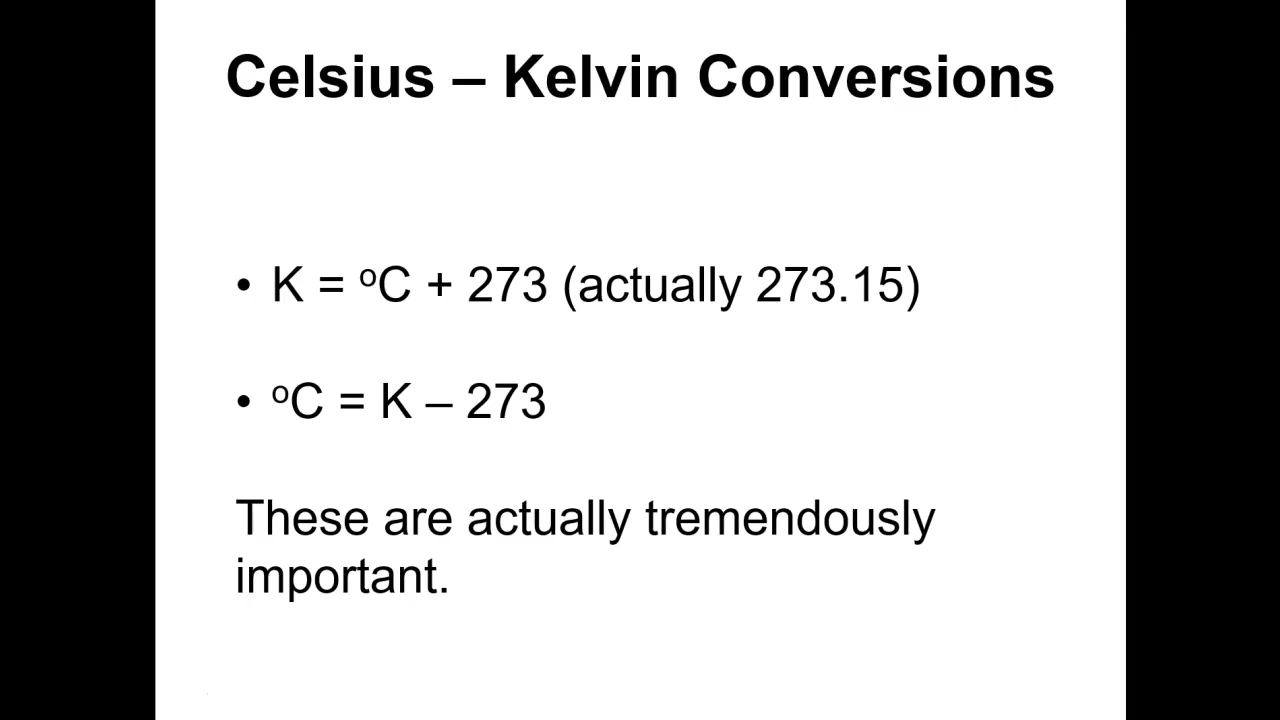 Celsius – Kelvin Conversions
• K = ºC + 273 (actually 273.15)
• ºC = K – 273
These are actually tremendously
important.